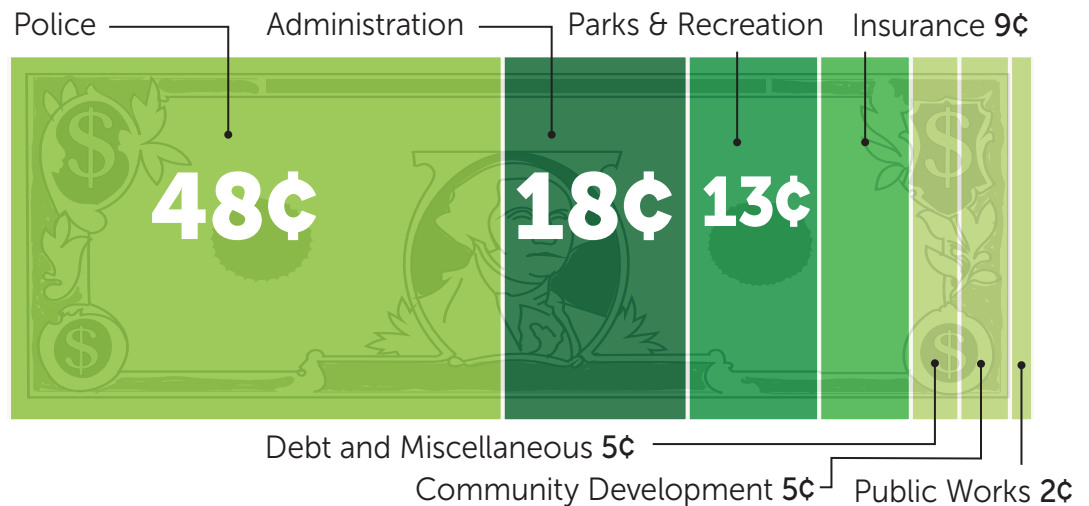 Police
Administration
Parks & Recreation
Insurance 9¢
$
$
48¢
18¢
13¢
$
$
Debt and Miscellaneous 5¢
Community Development 5¢
Public Works 2¢